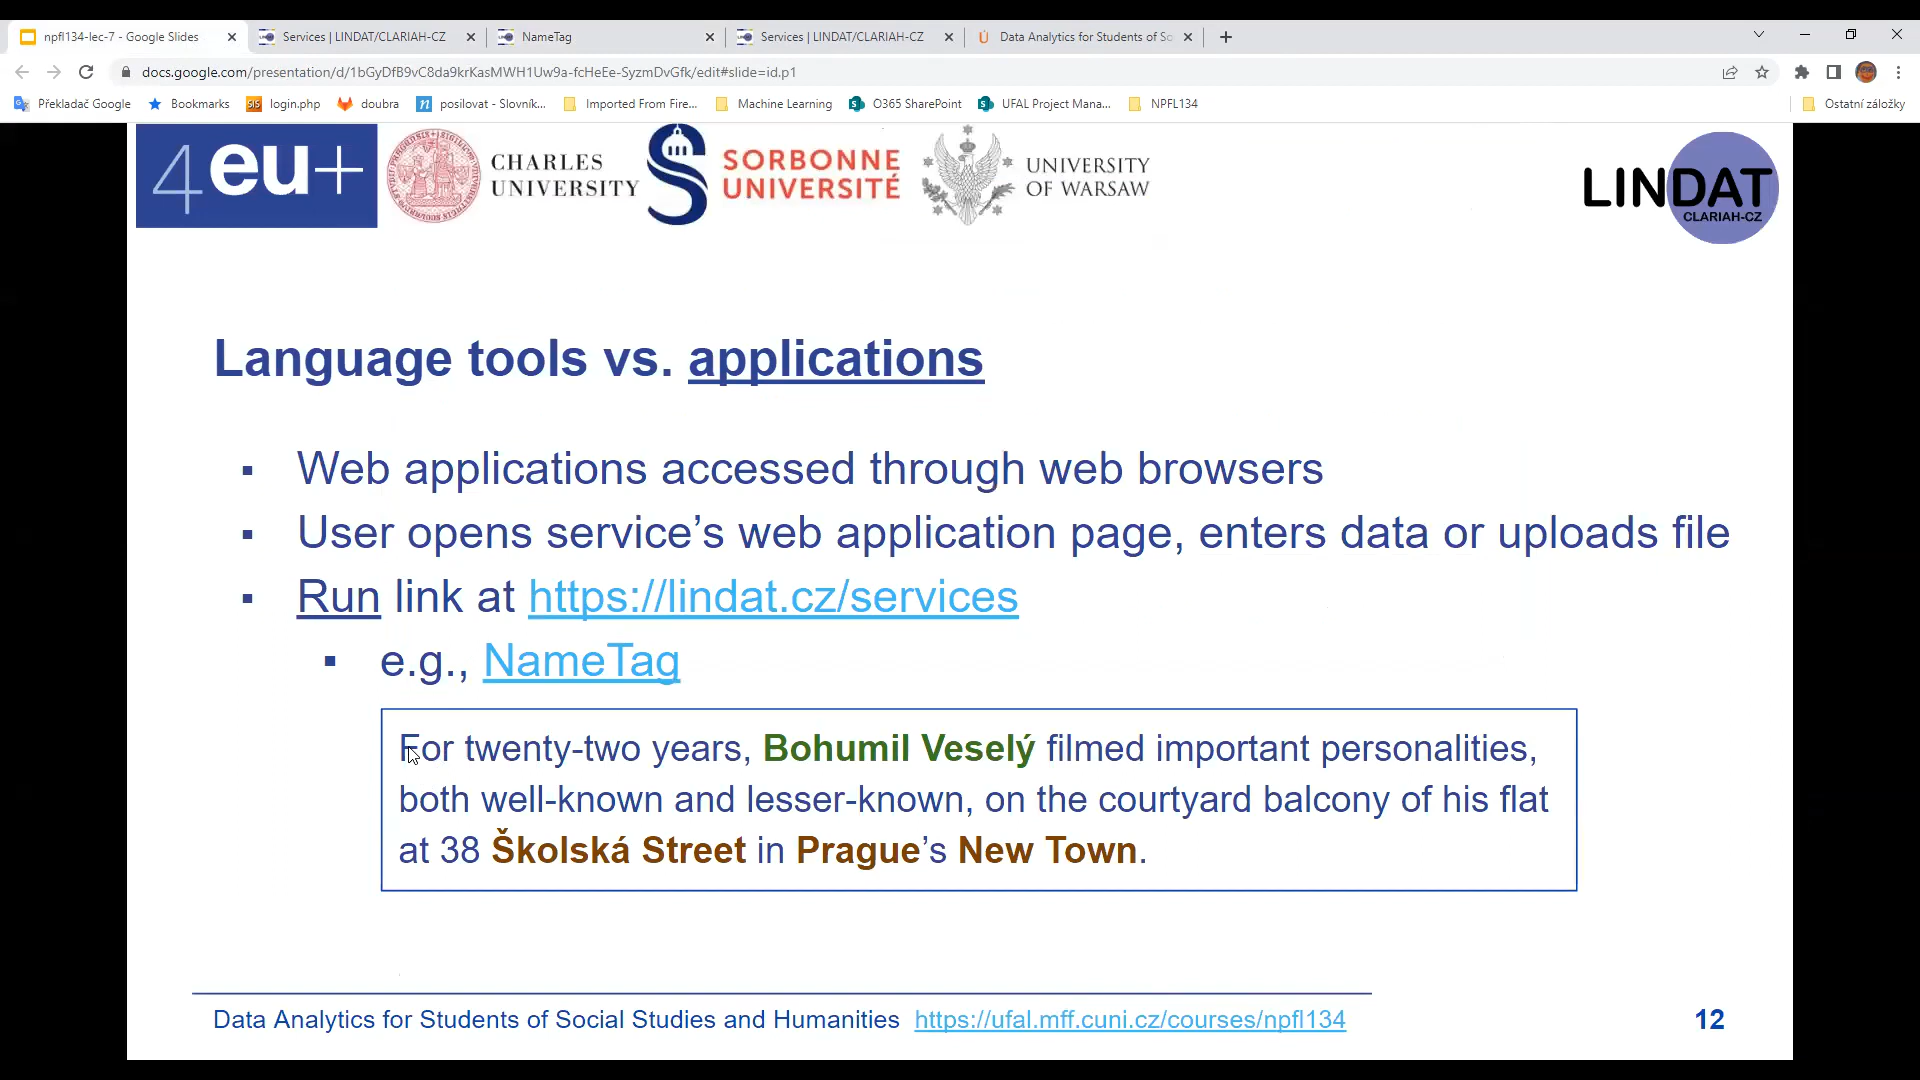 npfl134-lec-7 - Google Slides
Services | LINDAT/CLARIAH-CZ
NameTag
Services | LINDAT/CLARIAH-CZ
Data Analytics for Students of So
docs.google.com/presentation/d/1bGyDfB9vC8da9krKasMWH1Uw9a-fcHeEe-SyzmDvGfk/edit#slide=id.p1
Překladač Google
Bookmarks
login.php
doubra
posilovat - Slovník...
Imported From Fire...
Machine Learning
O365 SharePoint
UFAL Project Mana...
NPFL134
Ostatní záložky
4eu+
CHARLES
UNIVERSITY
SORBONNE
UNIVERSITÉ
UNIVERSITY
OF WARSAW
LINDAT
CLARIAH-CZ
Language tools vs. applications
▪ Web applications accessed through web browsers
▪ User opens service’s web application page, enters data or uploads file
▪ Run link at https://lindat.cz/services
▪ e.g., NameTag
For twenty-two years, Bohumil Veselý filmed important personalities,
both well-known and lesser-known, on the courtyard balcony of his flat
at 38 Školská Street in Prague’s New Town.
Data Analytics for Students of Social Studies and Humanities https://ufal.mff.cuni.cz/courses/npfl134
12